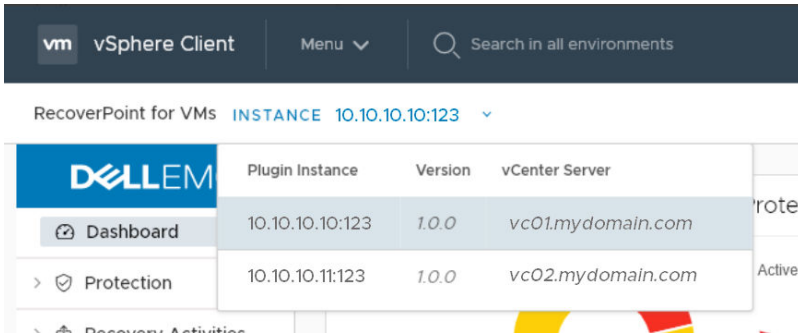 vm vSphere Client Menu Search in all environments
RecoverPoint for VMs INSTANCE 10.10.10.10:123
DELLEM
Plugin Instance Version vCenter Server
10.10.10.10:123 1.0.0 vc01.mydomain.com
10.10.10.11:123 1.0.0 vc02.mydomain.com
Dashboard
Protection
Recovery Activities
Active